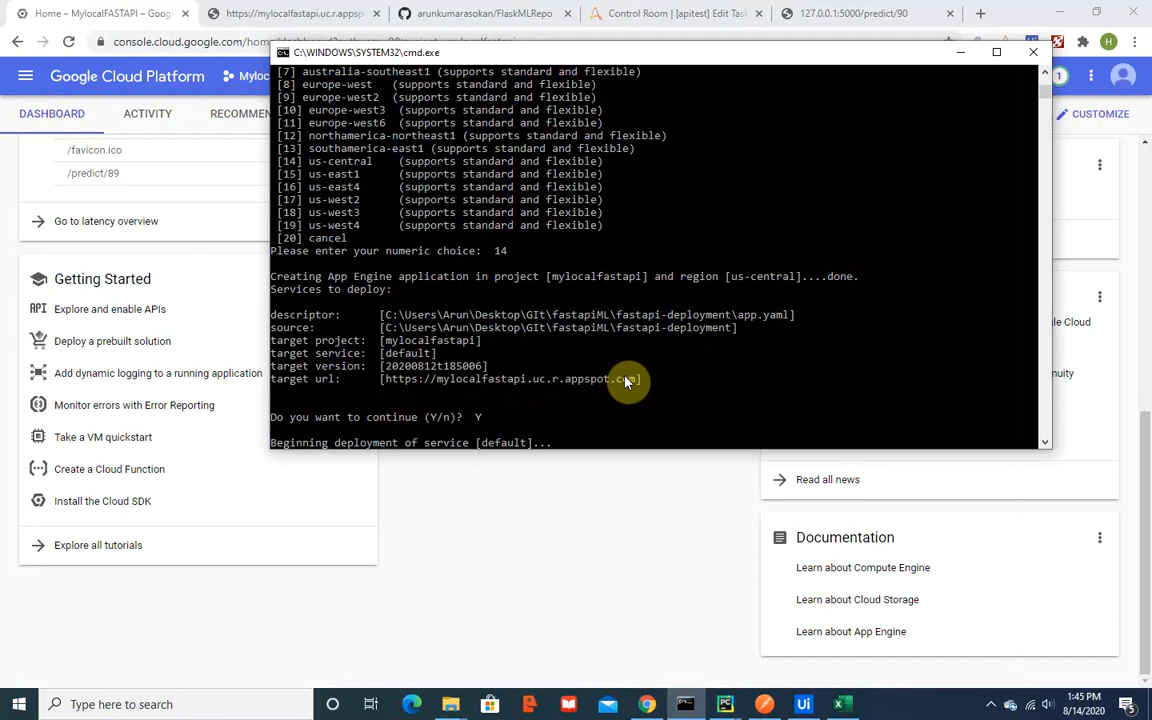 Home – MylocalFASTAPI – Goog
https://mylocalfastapi.uc.r.apps
arunkumarasokan/FlaskMLRepo
Control Room | [apitest] Edit Tas
127.0.0.1:5000/predict/90
console.cloud.google.com/home
H
C:\WINDOWS\SYSTEM32\cmd.exe
Google Cloud Platform
Myloc
1
DASHBOARD
ACTIVITY
RECOMMEN
CUSTOMIZE
[7] australia-southeast1 (supports standard and flexible)
[8] europe-west (supports standard and flexible)
[9] europe-west2 (supports standard and flexible)
[10] europe-west3 (supports standard and flexible)
[11] europe-west6 (supports standard and flexible)
[12] northamerica-northeast1 (supports standard and flexible)
[13] southamerica-east1 (supports standard and flexible)
[14] us-central (supports standard and flexible)
[15] us-east1 (supports standard and flexible)
[16] us-east4 (supports standard and flexible)
[17] us-west2 (supports standard and flexible)
[18] us-west3 (supports standard and flexible)
[19] us-west4 (supports standard and flexible)
[20] cancel
Please enter your numeric choice: 14
Creating App Engine application in project [mylocalfastapi] and region [us-central]....done.
Services to deploy:
descriptor: [C:\Users\Arun\Desktop\GIt\fastapiML\fastapi-deployment\app.yaml]
source: [C:\Users\Arun\Desktop\GIt\fastapiML\fastapi-deployment]
target project: [mylocalfastapi]
target service: [default]
target version: [20200812t185006]
target url: [https://mylocalfastapi.uc.r.appspot.com]
Do you want to continue (Y/n)? Y
Beginning deployment of service [default]...
/favicon.ico
/predict/89
Go to latency overview
Getting Started
API Explore and enable APIs
Deploy a prebuilt solution
Add dynamic logging to a running application
Monitor errors with Error Reporting
Take a VM quickstart
Create a Cloud Function
Install the Cloud SDK
Explore all tutorials
Cloud
Read all news
Documentation
Learn about Compute Engine
Learn about Cloud Storage
Learn about App Engine
Type here to search
PC
Ui
1:45 PM
8/14/2020
5